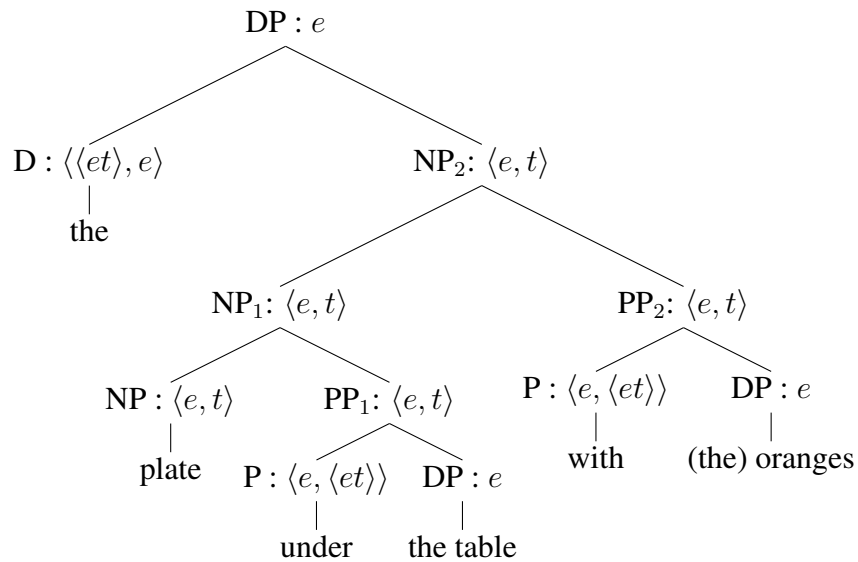 DP : e
D : ⟨⟨et⟩, e⟩ NP₂: ⟨e, t⟩
the
NP₁: ⟨e, t⟩ PP₂: ⟨e, t⟩
NP : ⟨e, t⟩ PP₁: ⟨e, t⟩ P : ⟨e, ⟨et⟩⟩ DP : e
plate P : ⟨e, ⟨et⟩⟩ DP : e with (the) oranges
under the table